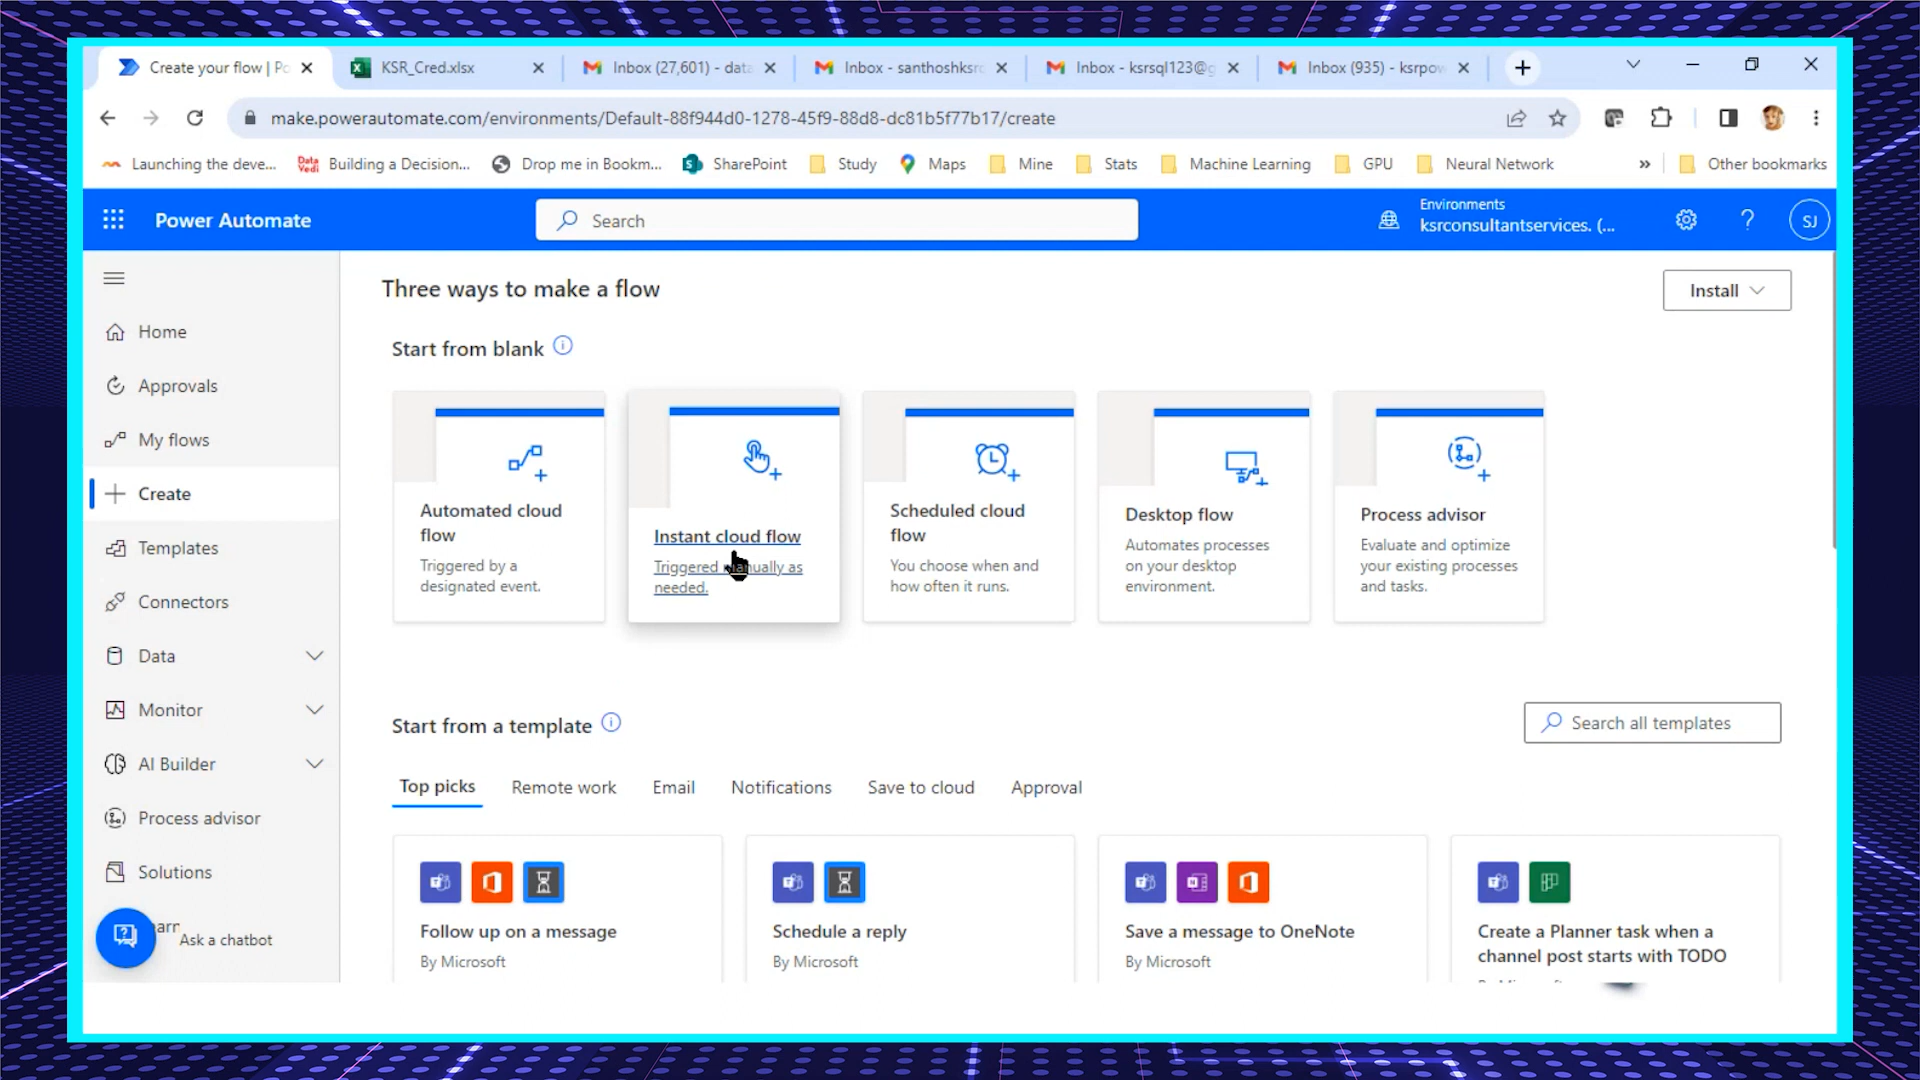 Create your flow | Po
KSR_Cred.xlsx
Inbox (27,601) - data
Inbox - santhoshksrc
Inbox - ksrsql123@g
Inbox (935) - ksrpow
make.powerautomate.com/environments/Default-88f944d0-1278-45f9-88d8-dc81b5f77b17/create
Launching the deve...
Data Vedi
Building a Decision...
Drop me in Bookm...
SharePoint
Study
Maps
Mine
Stats
Machine Learning
GPU
Neural Network
»
Other bookmarks
Power Automate
Search
Environments
ksrconsultantservices. (...
?
SJ
Home
Approvals
My flows
Create
Templates
Connectors
Data
Monitor
AI Builder
Process advisor
Solutions
Ask a chatbot
Three ways to make a flow
Install
Start from blank
Automated cloud
flow
Triggered by a
designated event.
Instant cloud flow
Triggered manually as
needed.
Scheduled cloud
flow
You choose when and
how often it runs.
Desktop flow
Automates processes
on your desktop
environment.
Process advisor
Evaluate and optimize
your existing processes
and tasks.
Start from a template
Search all templates
Top picks
Remote work
Email
Notifications
Save to cloud
Approval
Follow up on a message
By Microsoft
Schedule a reply
By Microsoft
Save a message to OneNote
By Microsoft
Create a Planner task when a
channel post starts with TODO